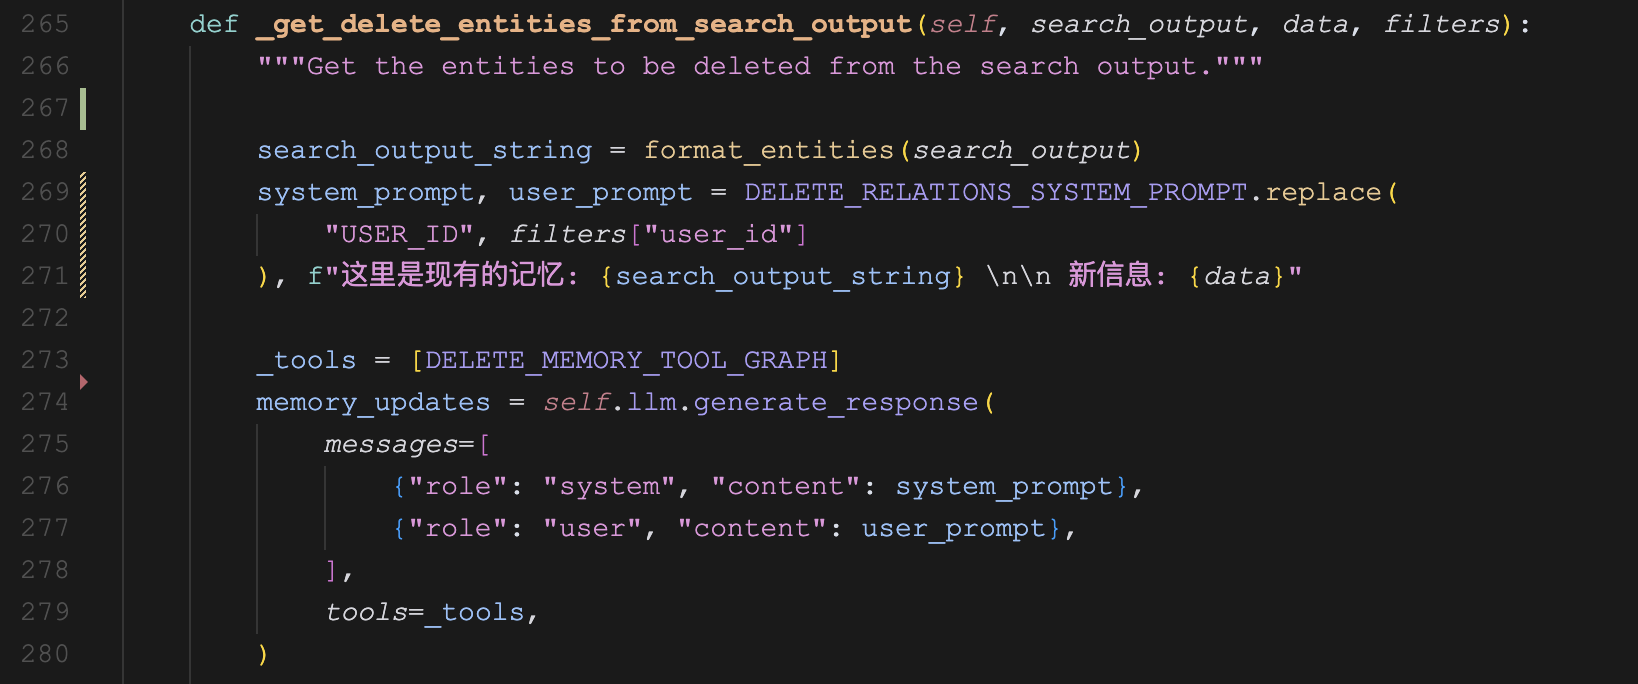 265 def _get_delete_entities_from_search_output(self, search_output, data, filters):
266 """Get the entities to be deleted from the search output."""
267
268 search_output_string = format_entities(search_output)
269 system_prompt, user_prompt = DELETE_RELATIONS_SYSTEM_PROMPT.replace(
270 "USER_ID", filters["user_id"]
271 ), f"这里是现有的记忆: {search_output_string} \n\n 新信息: {data}"
272
273 _tools = [DELETE_MEMORY_TOOL_GRAPH]
274 memory_updates = self.llm.generate_response(
275 messages=[
276 {"role": "system", "content": system_prompt},
277 {"role": "user", "content": user_prompt},
278 ],
279 tools=_tools,
280 )